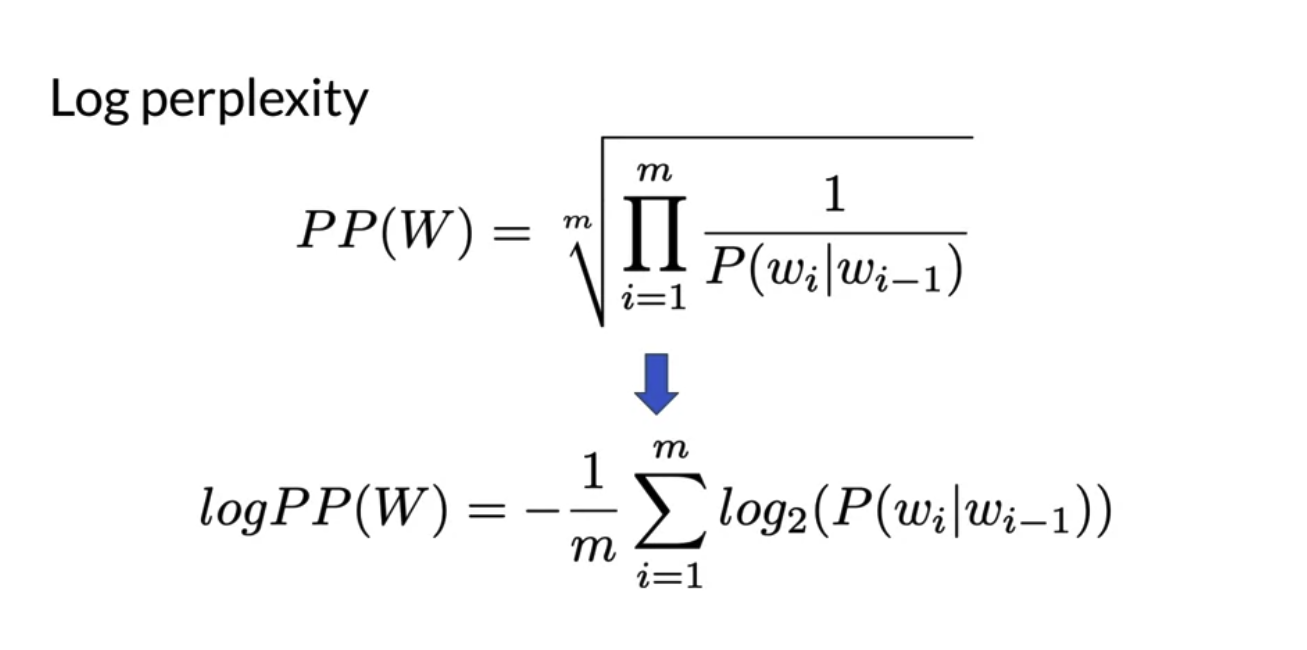 Log perplexity
$PP(W) = \sqrt[m]{\prod_{i=1}^{m} \frac{1}{P(w_i|w_{i-1})}}$
$logPP(W) = -\frac{1}{m} \sum_{i=1}^{m} log_2(P(w_i|w_{i-1}))$